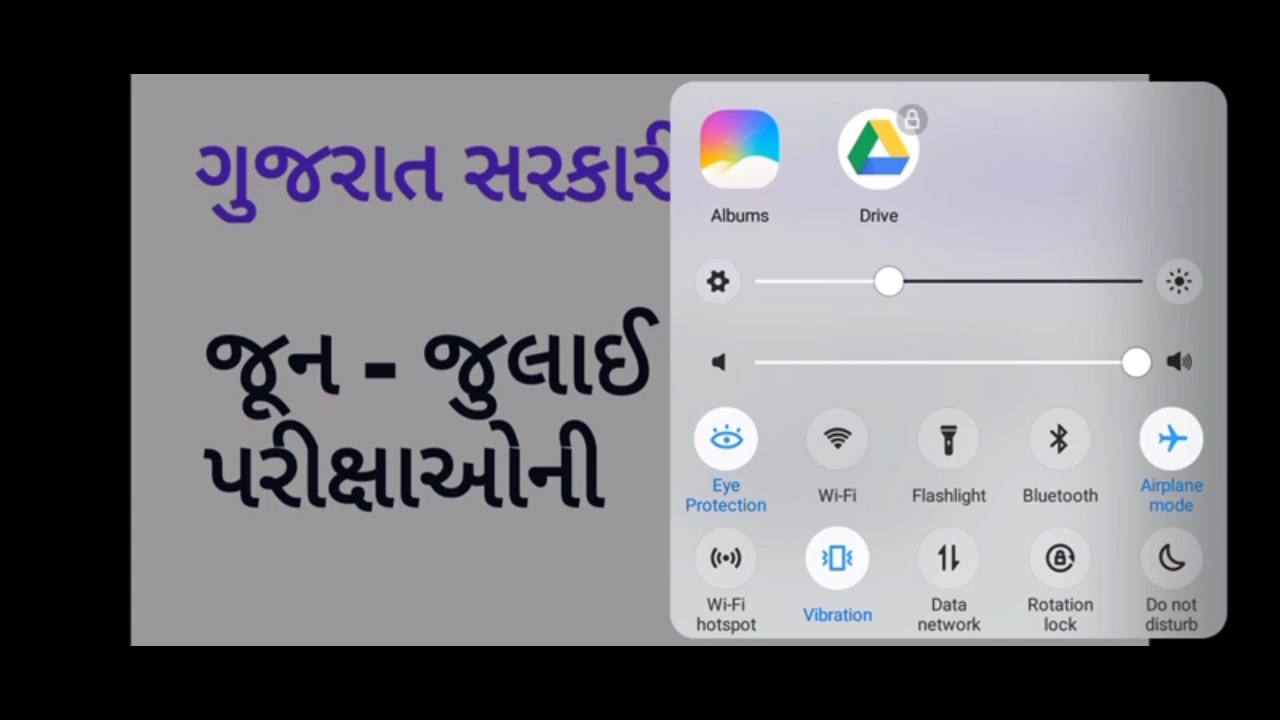 ગુજરાત સરકારી
જૂન - જુલાઈ
પરીક્ષાઓની
Albums
Drive
Eye Protection
Wi-Fi
Flashlight
Bluetooth
Airplane mode
Wi-Fi hotspot
Vibration
Data network
Rotation lock
Do not disturb